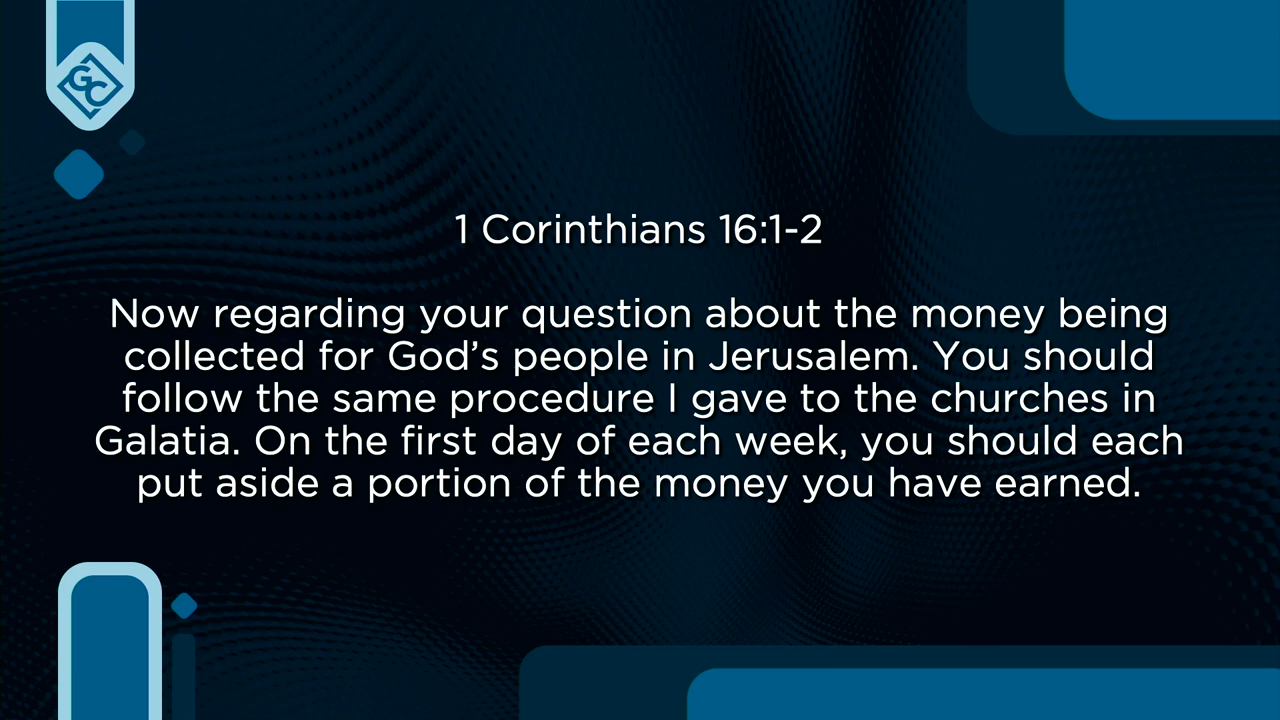 GC
1 Corinthians 16:1-2
Now regarding your question about the money being
collected for God’s people in Jerusalem. You should
follow the same procedure I gave to the churches in
Galatia. On the first day of each week, you should each
put aside a portion of the money you have earned.